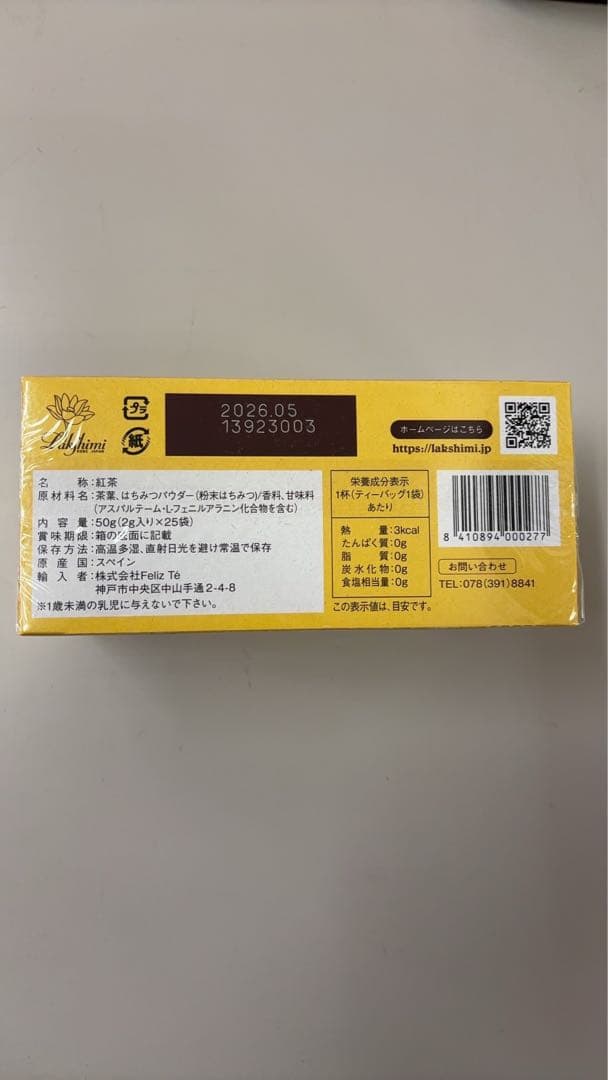 Lakshimi
プラ
紙
2026.05
13923003
ホームページはこちら
https://lakshimi.jp
名 称：紅茶
原材料名：茶葉、はちみつパウダー（粉末はちみつ）/香料、甘味料
（アスパルテーム・L-フェニルアラニン化合物を含む）
内 容 量：50g（2g入り×25袋）
賞味期限：箱の底面に記載
保存方法：高温多湿、直射日光を避け常温で保存
原 産 国：スペイン
輸 入 者：株式会社Feliz Té
神戸市中央区中山手通2-4-8
※1歳未満の乳児に与えないで下さい。
栄養成分表示
1杯（ティーバッグ1袋）
あたり
熱 量：3kcal
たんぱく質：0g
脂 質：0g
炭水化物：0g
食塩相当量：0g
この表示値は、目安です。
8 410894 000277
お問い合わせ
TEL:078(391)8841